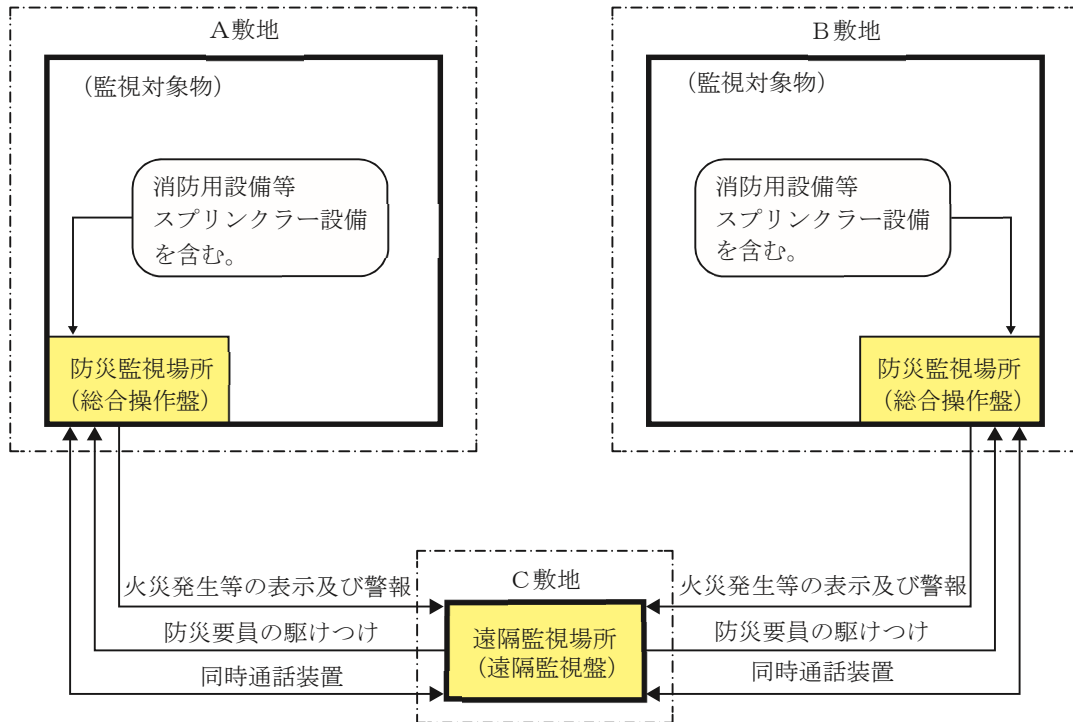 A敷地
(監視対象物)
消防用設備等
スプリンクラー設備
を含む。
防災監視場所
(総合操作盤)
B敷地
(監視対象物)
消防用設備等
スプリンクラー設備
を含む。
防災監視場所
(総合操作盤)
火災発生等の表示及び警報
防災要員の駆けつけ
同時通話装置
C敷地
遠隔監視場所
(遠隔監視盤)
火災発生等の表示及び警報
防災要員の駆けつけ
同時通話装置